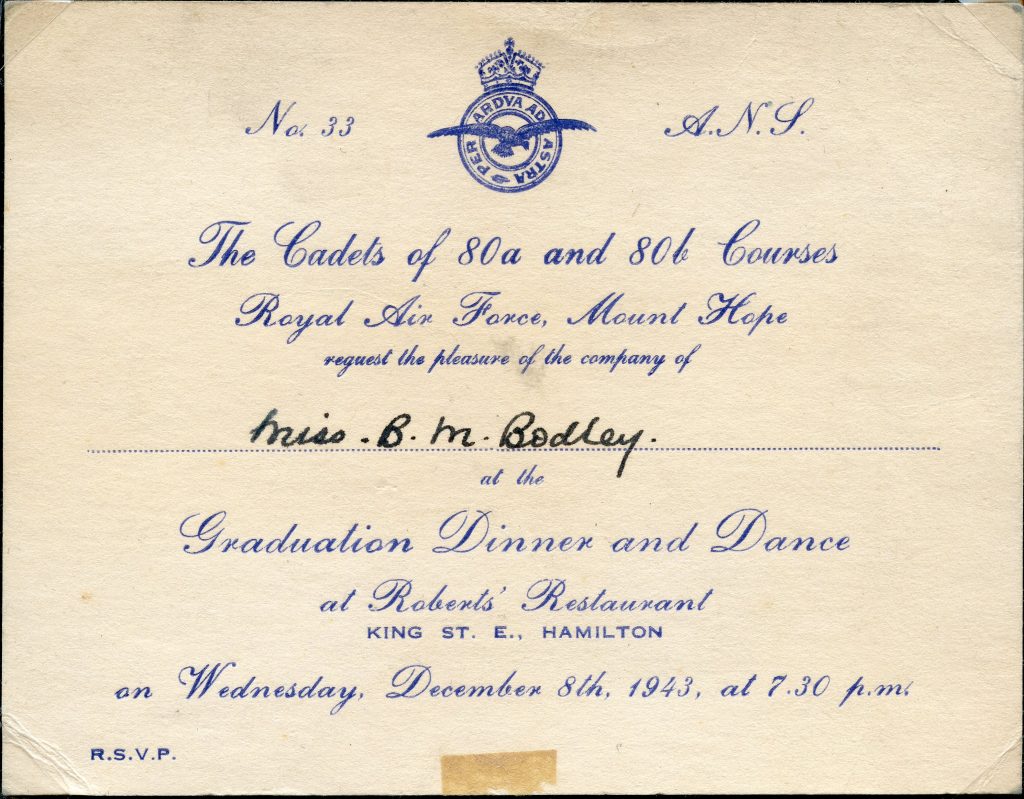 PER ARDVA AD ASTRA
No. 33
A.N.S.
The Cadets of 80a and 80b Courses
Royal Air Force, Mount Hope
request the pleasure of the company of
Miss. B. M. Bodley.
at the
Graduation Dinner and Dance
at Roberts' Restaurant
KING ST. E., HAMILTON
on Wednesday, December 8th, 1943, at 7.30 p.m.
R.S.V.P.